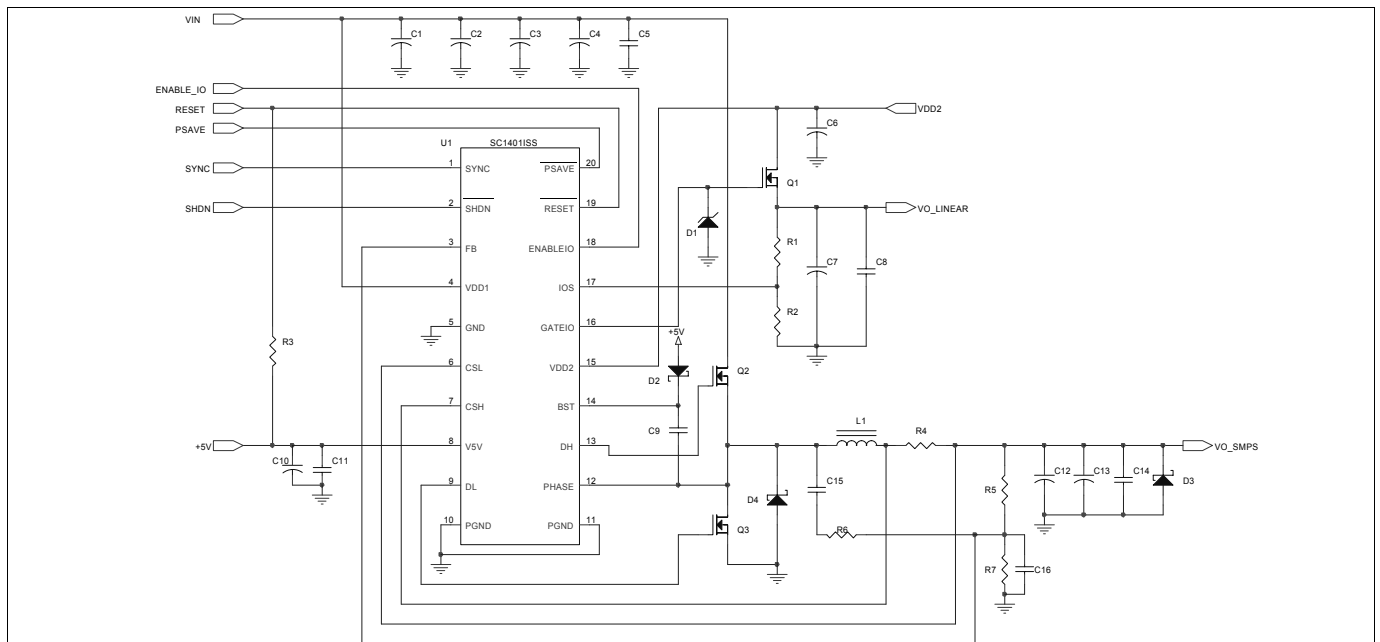 VIN
C1
C2
C3
C4
C5
ENABLE_IO
RESET
PSAVE
VDD2
C6
U1
SC1401ISS
SYNC
1
SYNC
PSAVE
20
Q1
SHDN
2
SHDN
RESET
19
VO_LINEAR
D1
3
FB
ENABLEIO
18
R1
C7
C8
4
VDD1
IOS
17
R2
5
GND
GATEIO
16
+5V
R3
6
CSL
VDD2
15
D2
Q2
7
CSH
BST
14
C9
L1
R4
+5V
8
V5V
DH
13
VO_SMPS
C10
C11
C12
C13
C14
D3
9
DL
PHASE
12
D4
C15
R5
10
PGND
PGND
11
Q3
R6
R7
C16